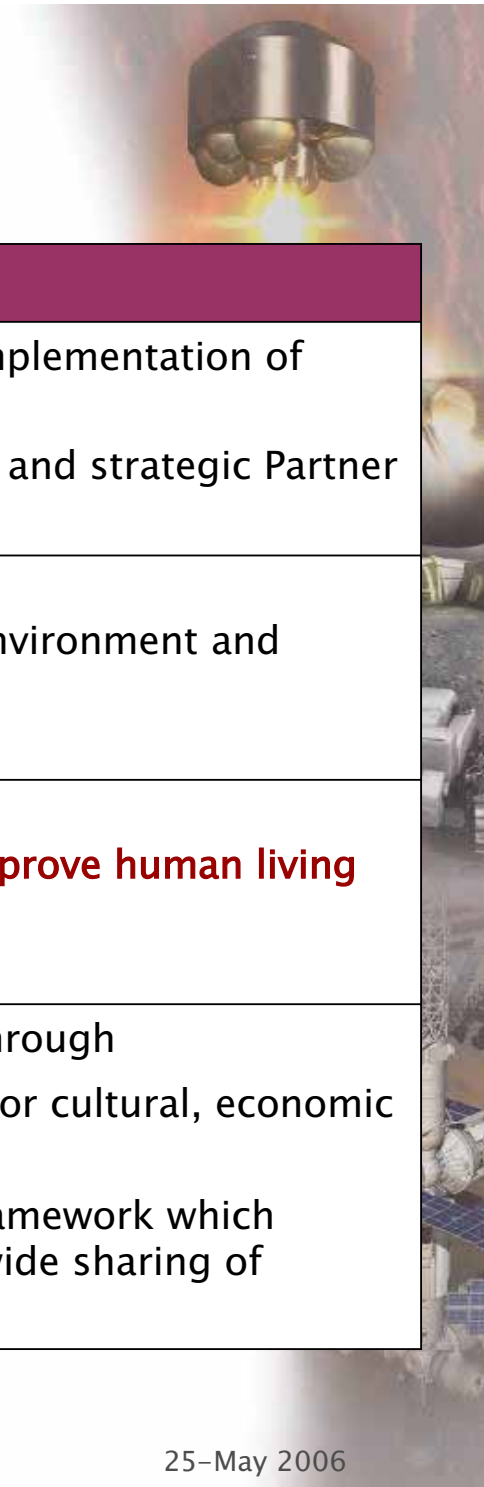 nplementation of
and strategic Partner
nvironment and
prove human living
hrough
or cultural, economic
amework which
vide sharing of
25-May 2006